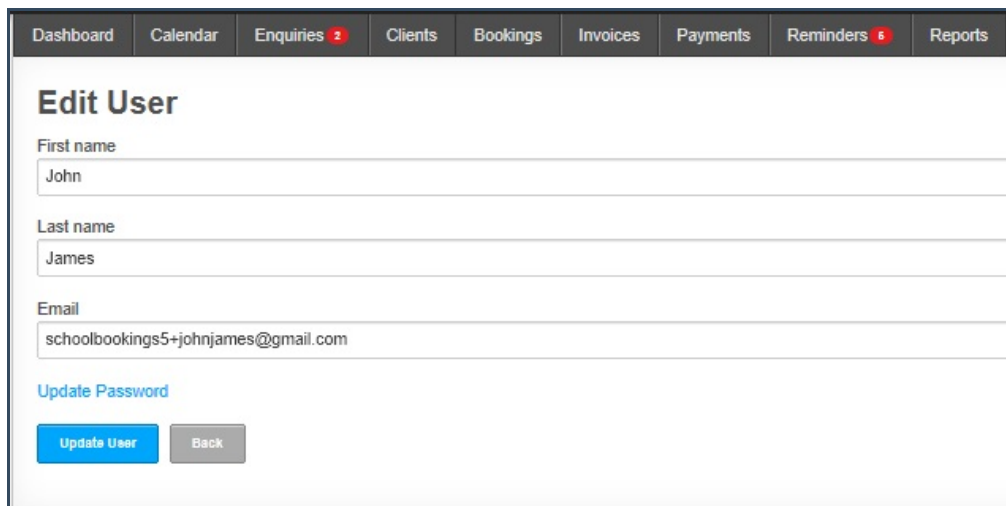 Dashboard Calendar Enquiries 2 Clients Bookings Invoices Payments Reminders 6 Reports
Edit User
First name
John
Last name
James
Email
schoolbookings5+johnjames@gmail.com
Update Password
Update User Back